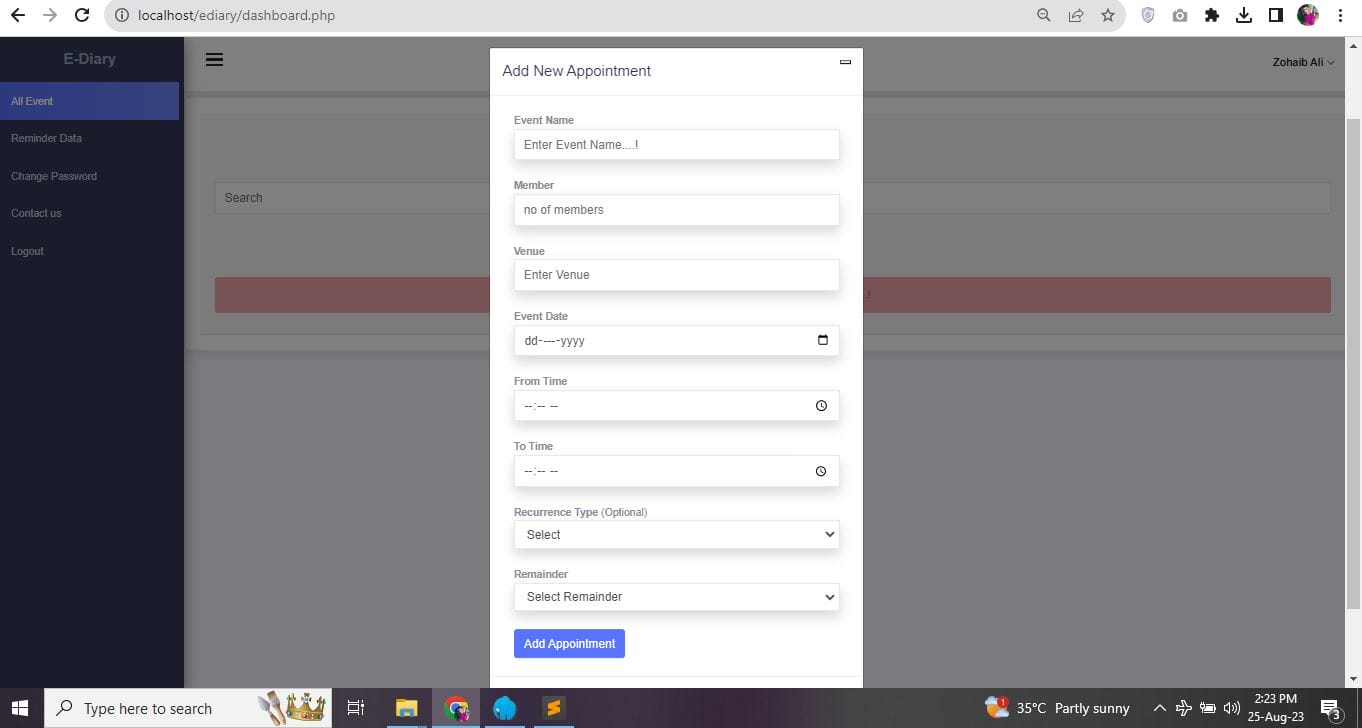 localhost/ediary/dashboard.php
E-Diary
All Event
Reminder Data
Change Password
Contact us
Logout
Zohaib Ali
Search
!
Add New Appointment
Event Name
Enter Event Name....!
Member
no of members
Venue
Enter Venue
Event Date
dd-----yyyy
From Time
--:-- --
To Time
--:-- --
Recurrence Type (Optional)
Select
Remainder
Select Remainder
Add Appointment
Type here to search
1
35°C Partly sunny
2:23 PM
25-Aug-23
3